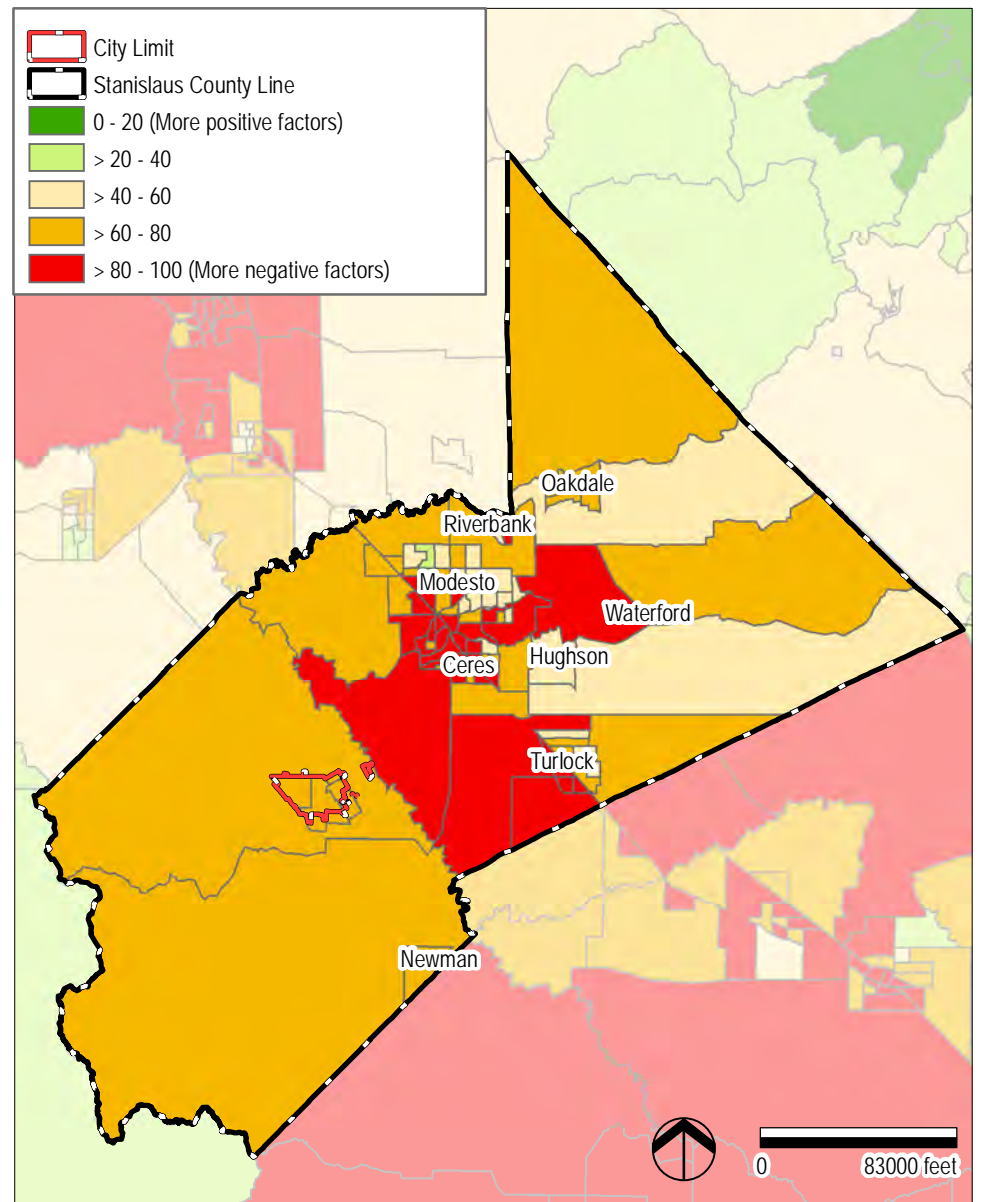 City Limit
Stanislaus County Line
0 - 20 (More positive factors)
> 20 - 40
> 40 - 60
> 60 - 80
> 80 - 100 (More negative factors)
Oakdale
Riverbank
Modesto
Waterford
Ceres
Hughson
Turlock
Newman
0
83000 feet